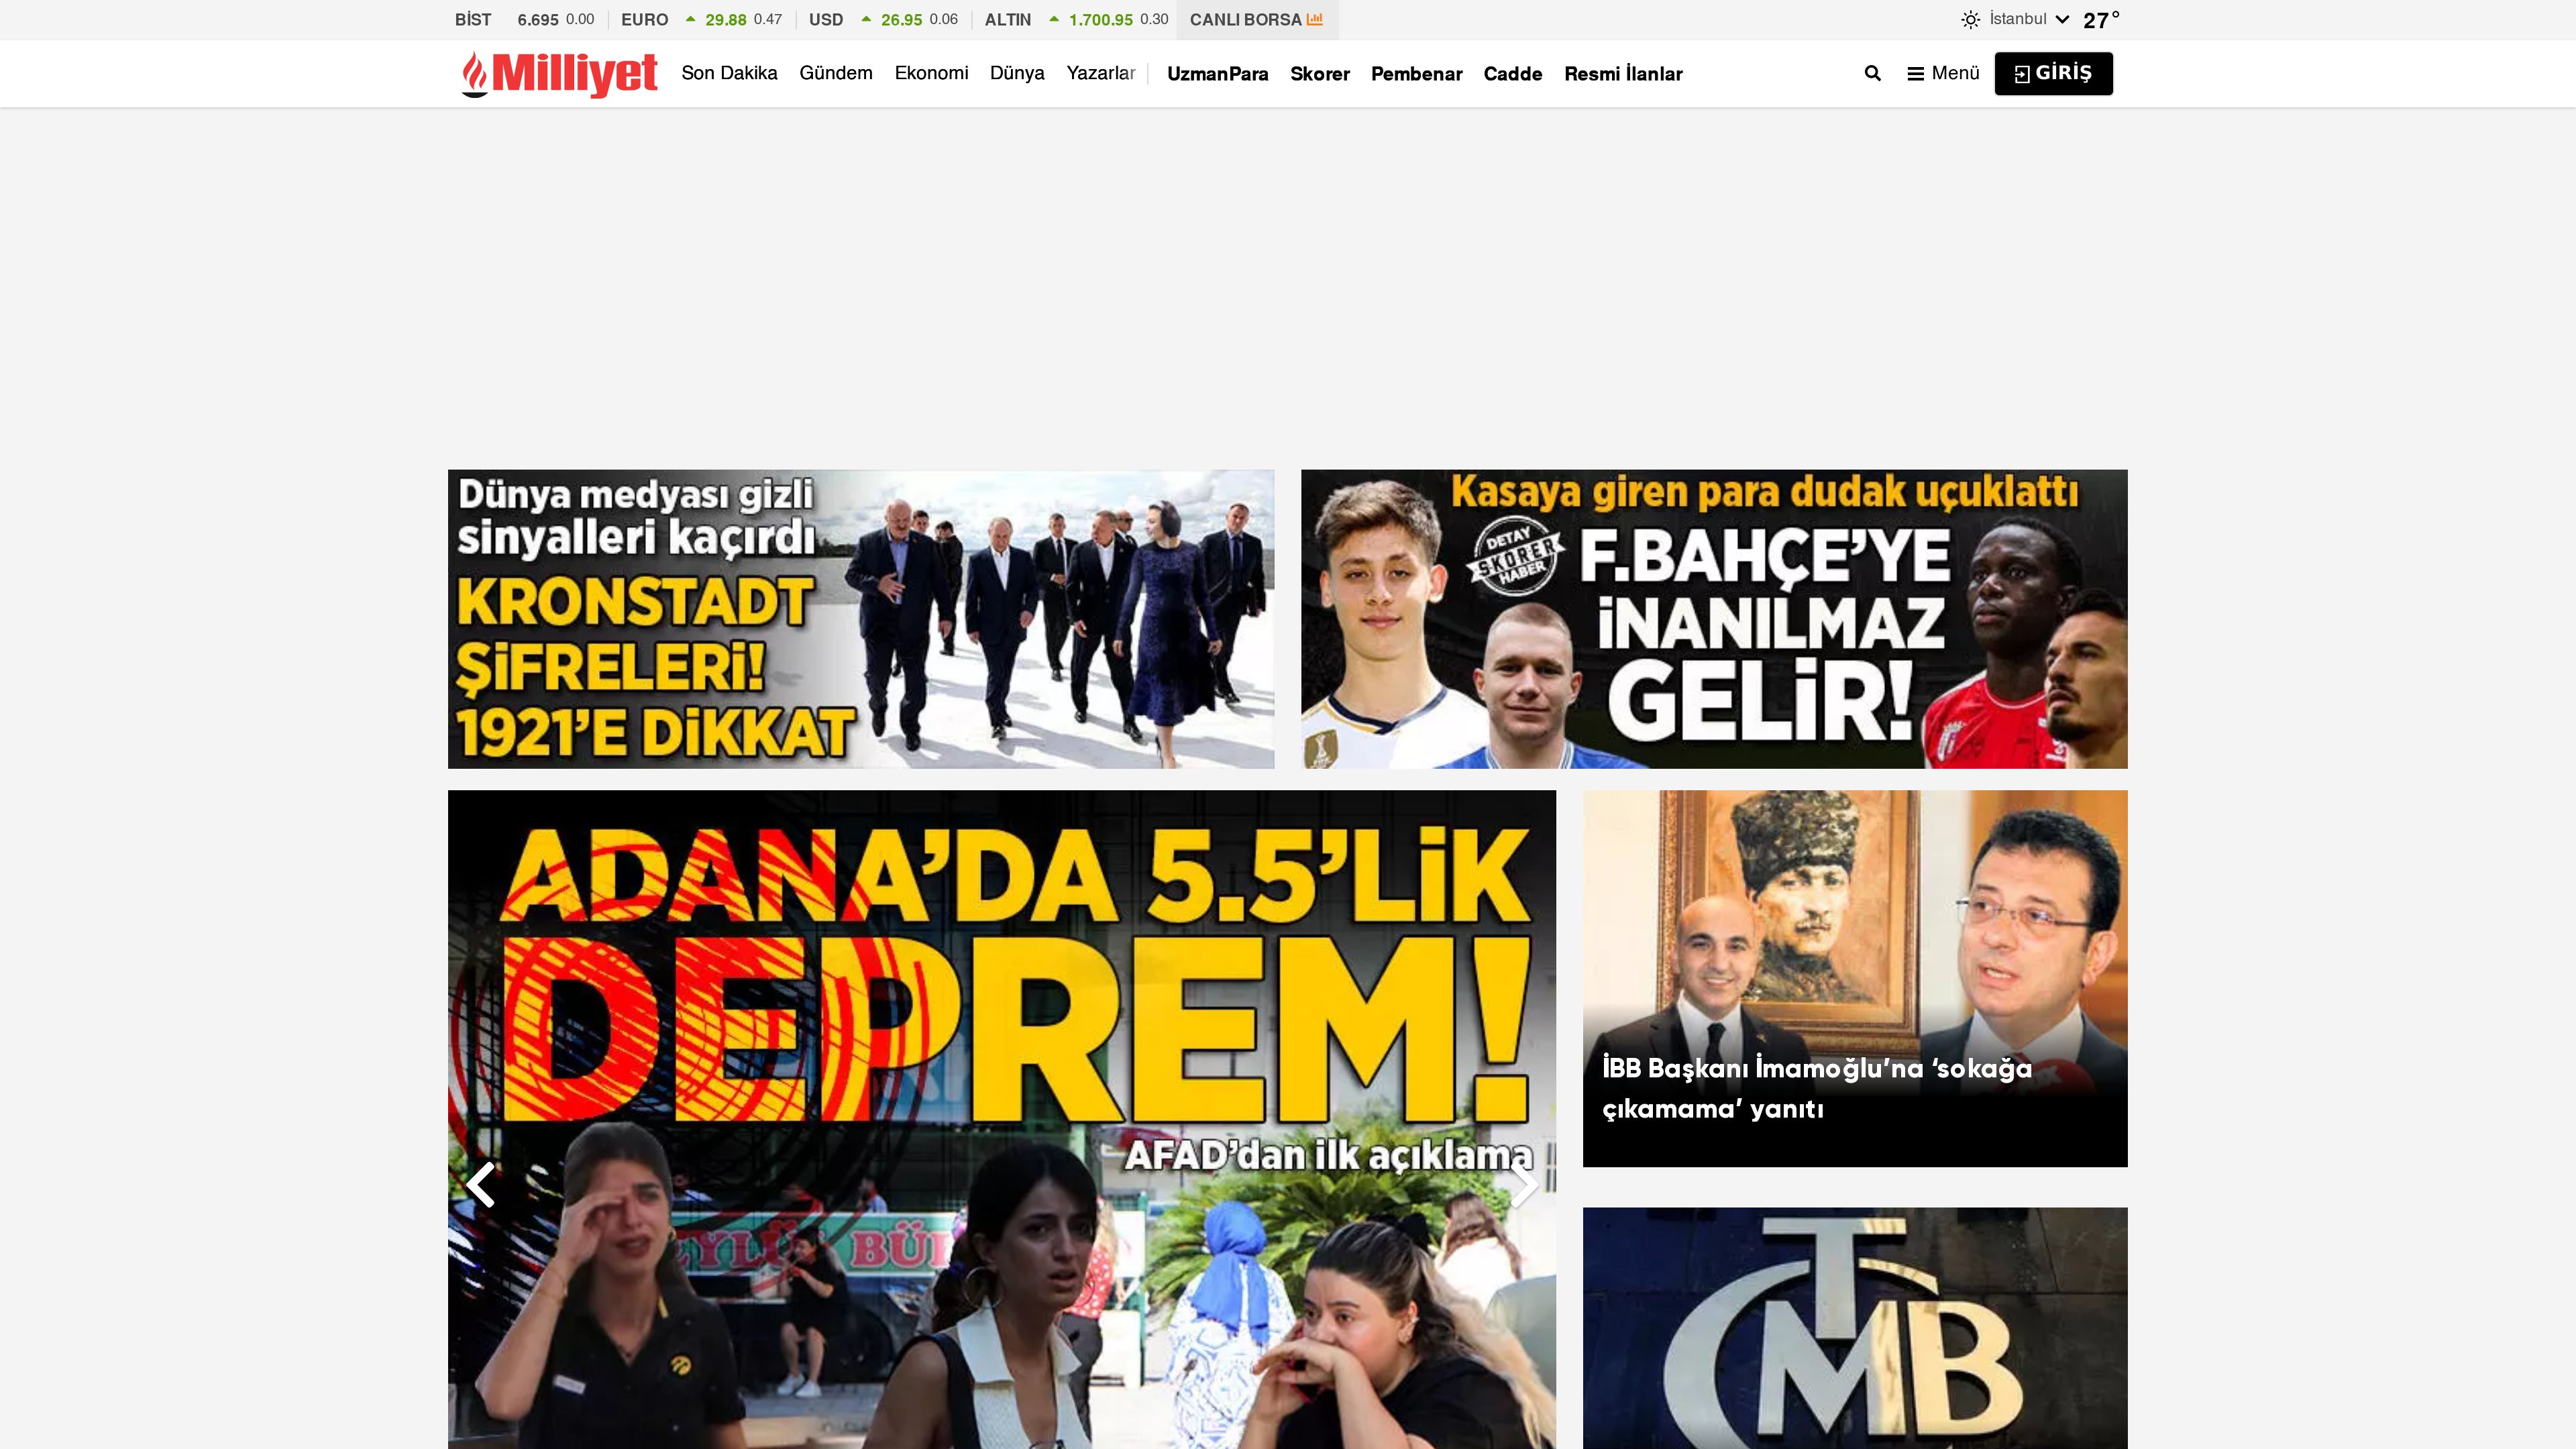 BİST 6.695 0.00 EURO 29.88 0.47 USD 26.95 0.06 ALTIN 1.700.95 0.30 CANLI BORSA İstanbul 27°
Milliyet Son Dakika Gündem Ekonomi Dünya Yazarlar UzmanPara Skorer Pembenar Cadde Resmi İlanlar Menü GİRİŞ
Dünya medyası gizli
sinyalleri kaçırdı
KRONSTADT
ŞİFRELERİ!
1921'E DİKKAT
Kasaya giren para dudak uçuklattı
DETAY
SKORER
HABER
F.BAHÇE'YE
İNANILMAZ
GELİR!
ADANA'DA 5.5'LİK
DEPREM!
AFAD'dan ilk açıklama
İBB Başkanı İmamoğlu'na 'sokağa
çıkamama' yanıtı
TCMB